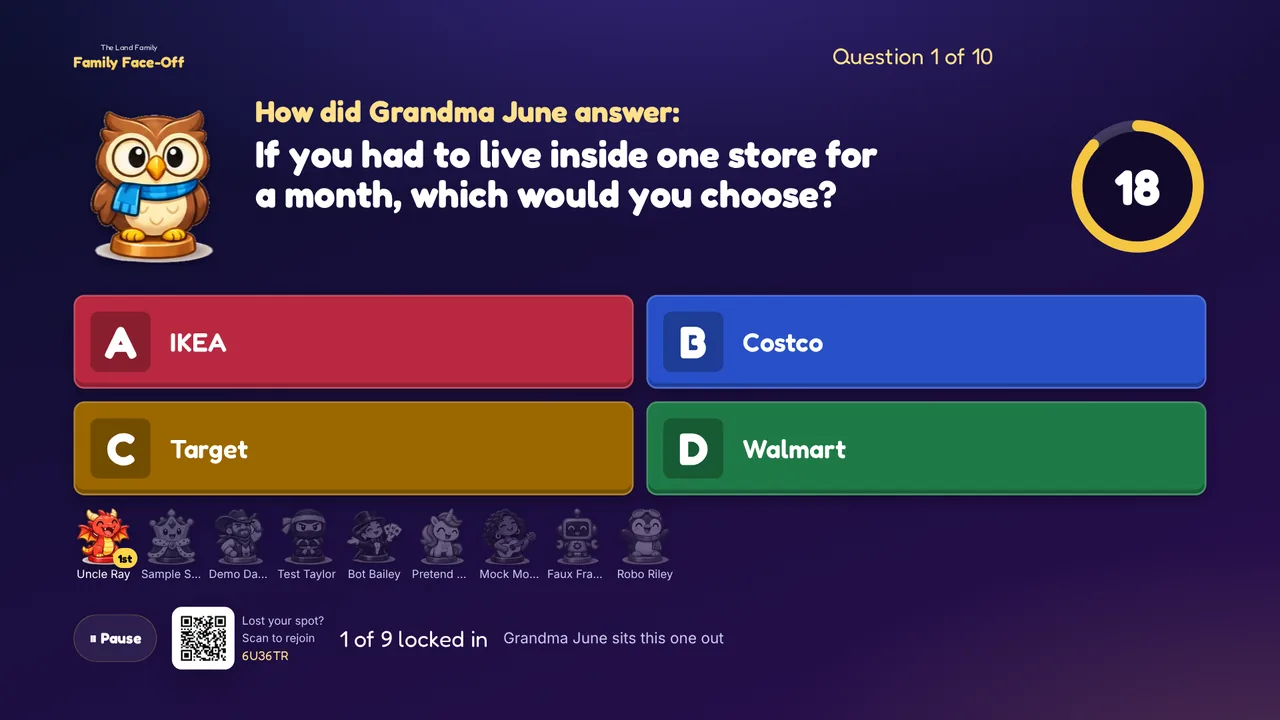 The Land Family
Family Face-Off
Question 1 of 10
How did Grandma June answer:
If you had to live inside one store for
a month, which would you choose?
18
A IKEA
B Costco
C Target
D Walmart
1st
Uncle Ray Sample S... Demo Da... Test Taylor Bot Bailey Pretend ... Mock Mo... Faux Fra... Robo Riley
Pause
Lost your spot?
Scan to rejoin
6U36TR
1 of 9 locked in
Grandma June sits this one out